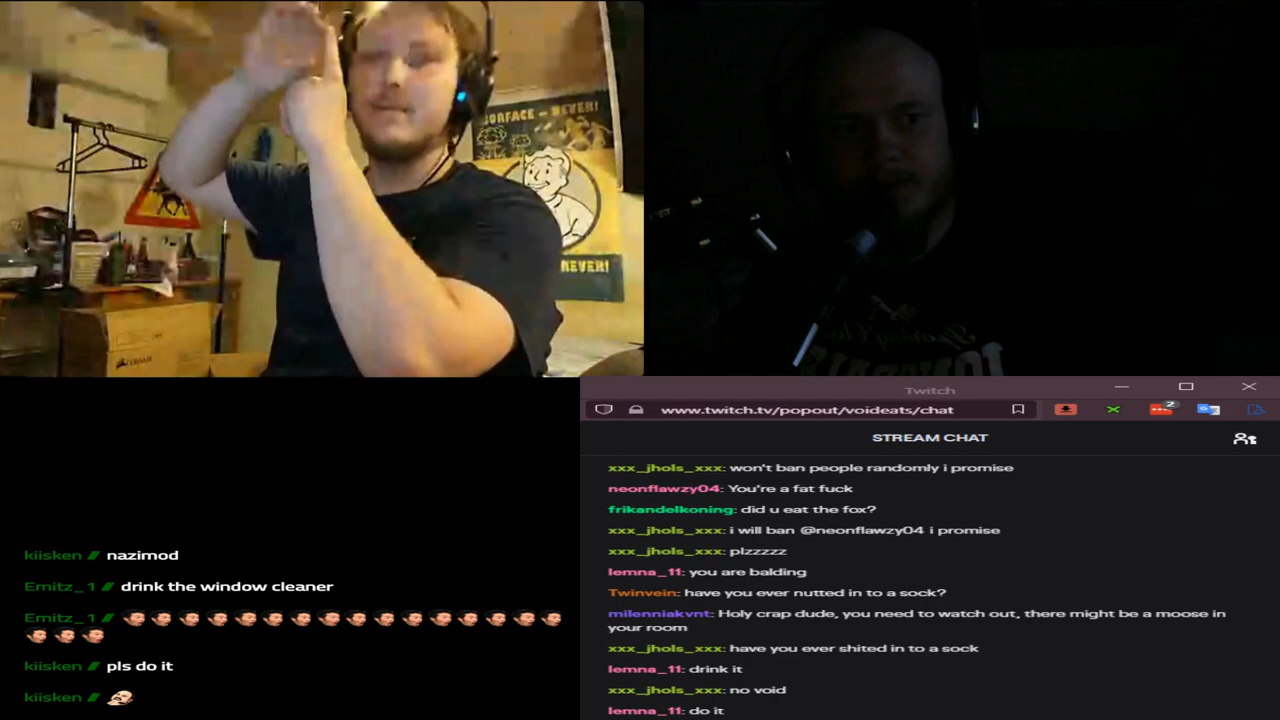 SURFACE - NEVER!
NEVER!
Twitch
www.twitch.tv/popout/voideats/chat
2
STREAM CHAT
xxx_jhols_xxx: won't ban people randomly i promise
neonflawzy04: You're a fat fuck
frikandelkoning: did u eat the fox?
xxx_jhols_xxx: i will ban @neonflawzy04 i promise
xxx_jhols_xxx: plzzzzz
lemna_11: you are balding
Twinvein: have you ever nutted in to a sock?
milenniakvnt: Holy crap dude, you need to watch out, there might be a moose in
your room
xxx_jhols_xxx: have you ever shited in to a sock
lemna_11: drink it
xxx_jhols_xxx: no void
lemna_11: do it
kiisken // nazimod
Emitz_1 // drink the window cleaner
Emitz_1 //
kiisken // pls do it
kiisken //